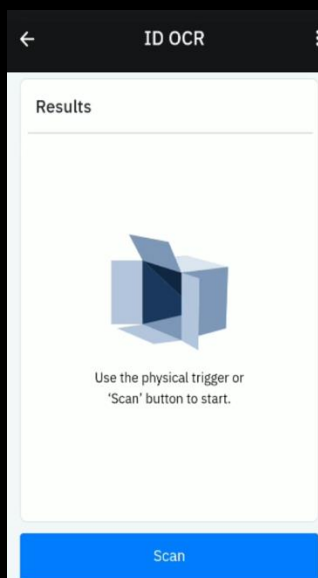 ID OCR
Results
Use the physical trigger or
‘Scan’ button to start.
Scan